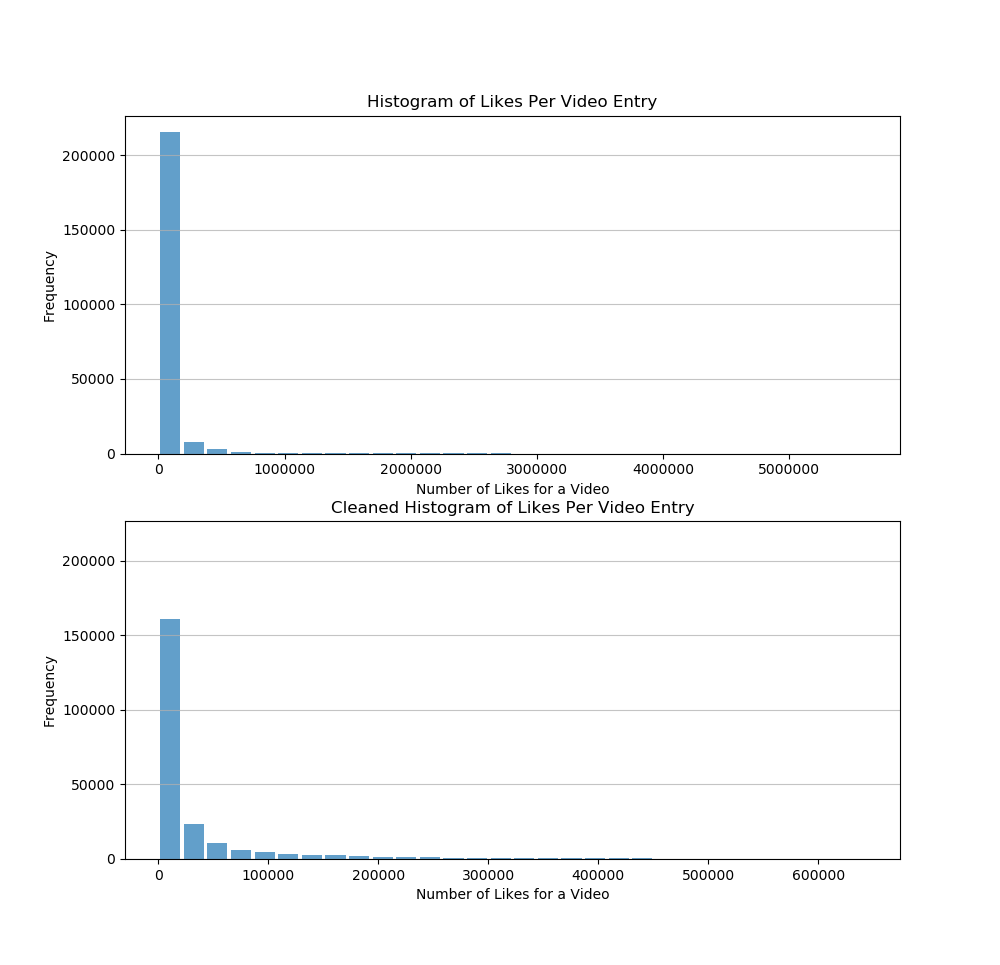 Histogram of Likes Per Video Entry
200000
150000
100000
50000
0
Frequency
0 1000000 2000000 3000000 4000000 5000000
Number of Likes for a Video
Cleaned Histogram of Likes Per Video Entry
200000
150000
100000
50000
0
Frequency
0 100000 200000 300000 400000 500000 600000
Number of Likes for a Video